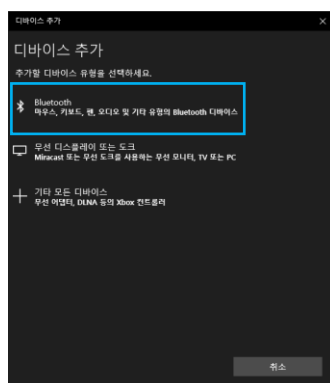 디바이스 추가
디바이스 추가
추가할 디바이스 유형을 선택하세요.
Bluetooth
마우스, 키보드, 펜, 오디오 및 기타 유형의 Bluetooth 디바이스
무선 디스플레이 또는 도크
Miracast 또는 무선 도크를 사용하는 무선 모니터, TV 또는 PC
기타 모든 디바이스
무선 어댑터, DLNA 등의 Xbox 컨트롤러
취소